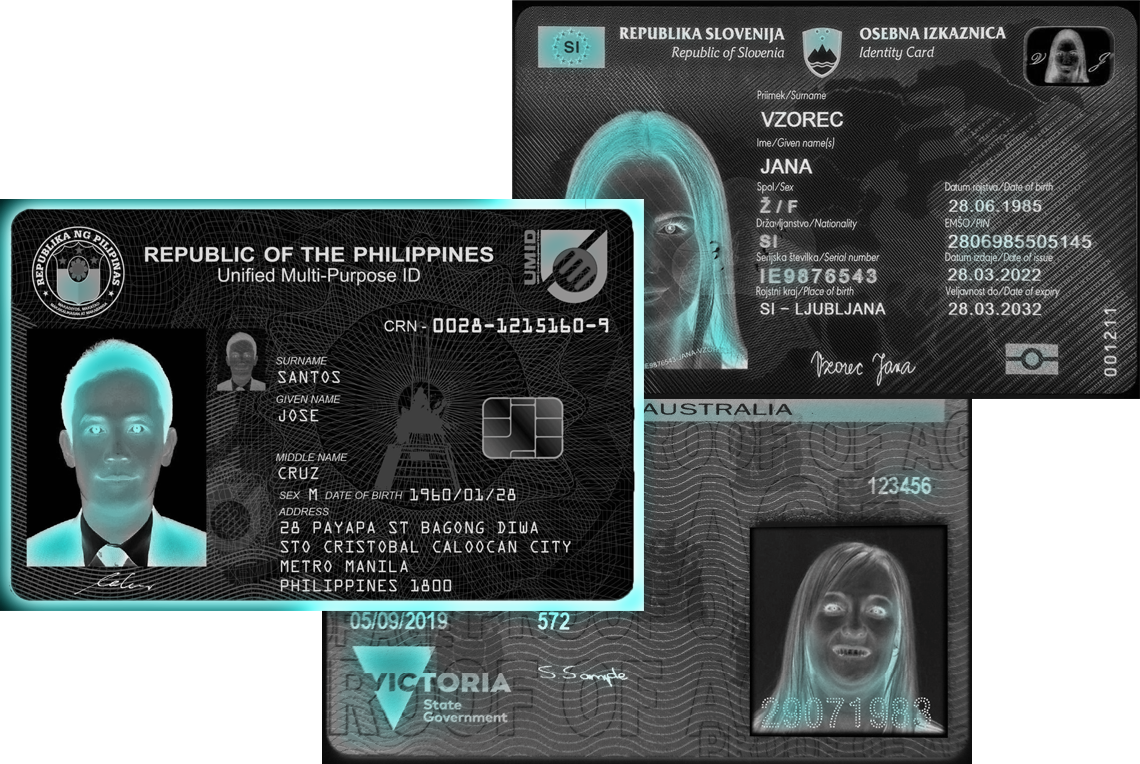 SI
REPUBLIKA SLOVENIJA
Republic of Slovenia
OSEBNA IZKAZNICA
Identity Card
V J
Priimek/Surname
VZOREC
Ime/Given name(s)
JANA
Spol/Sex
Ž / F
Državljanstvo/Nationality
SI
Serijska številka/Serial number
IE9876543
Rojstni kraj/Place of birth
SI – LJUBLJANA
Datum rojstva/Date of birth
28.06.1985
EMŠO/PIN
2806985505145
Datum izdaje/Date of issue
28.03.2022
Veljavnost do/Date of expiry
28.03.2032
001211
Vzorec Jana
REPUBLIKA NG PILIPINAS
REPUBLIC OF THE PHILIPPINES
Unified Multi-Purpose ID
UMID
CRN - 0028-1215160-9
SURNAME
SANTOS
GIVEN NAME
JOSE
MIDDLE NAME
CRUZ
SEX M DATE OF BIRTH 1960/01/28
ADDRESS
28 PAYAPA ST BAGONG DIWA
STO CRISTOBAL CALOOCAN CITY
METRO MANILA
PHILIPPINES 1800
AUSTRALIA
123456
05/09/2019
572
VICTORIA
State
Government
S.Sample
28071983